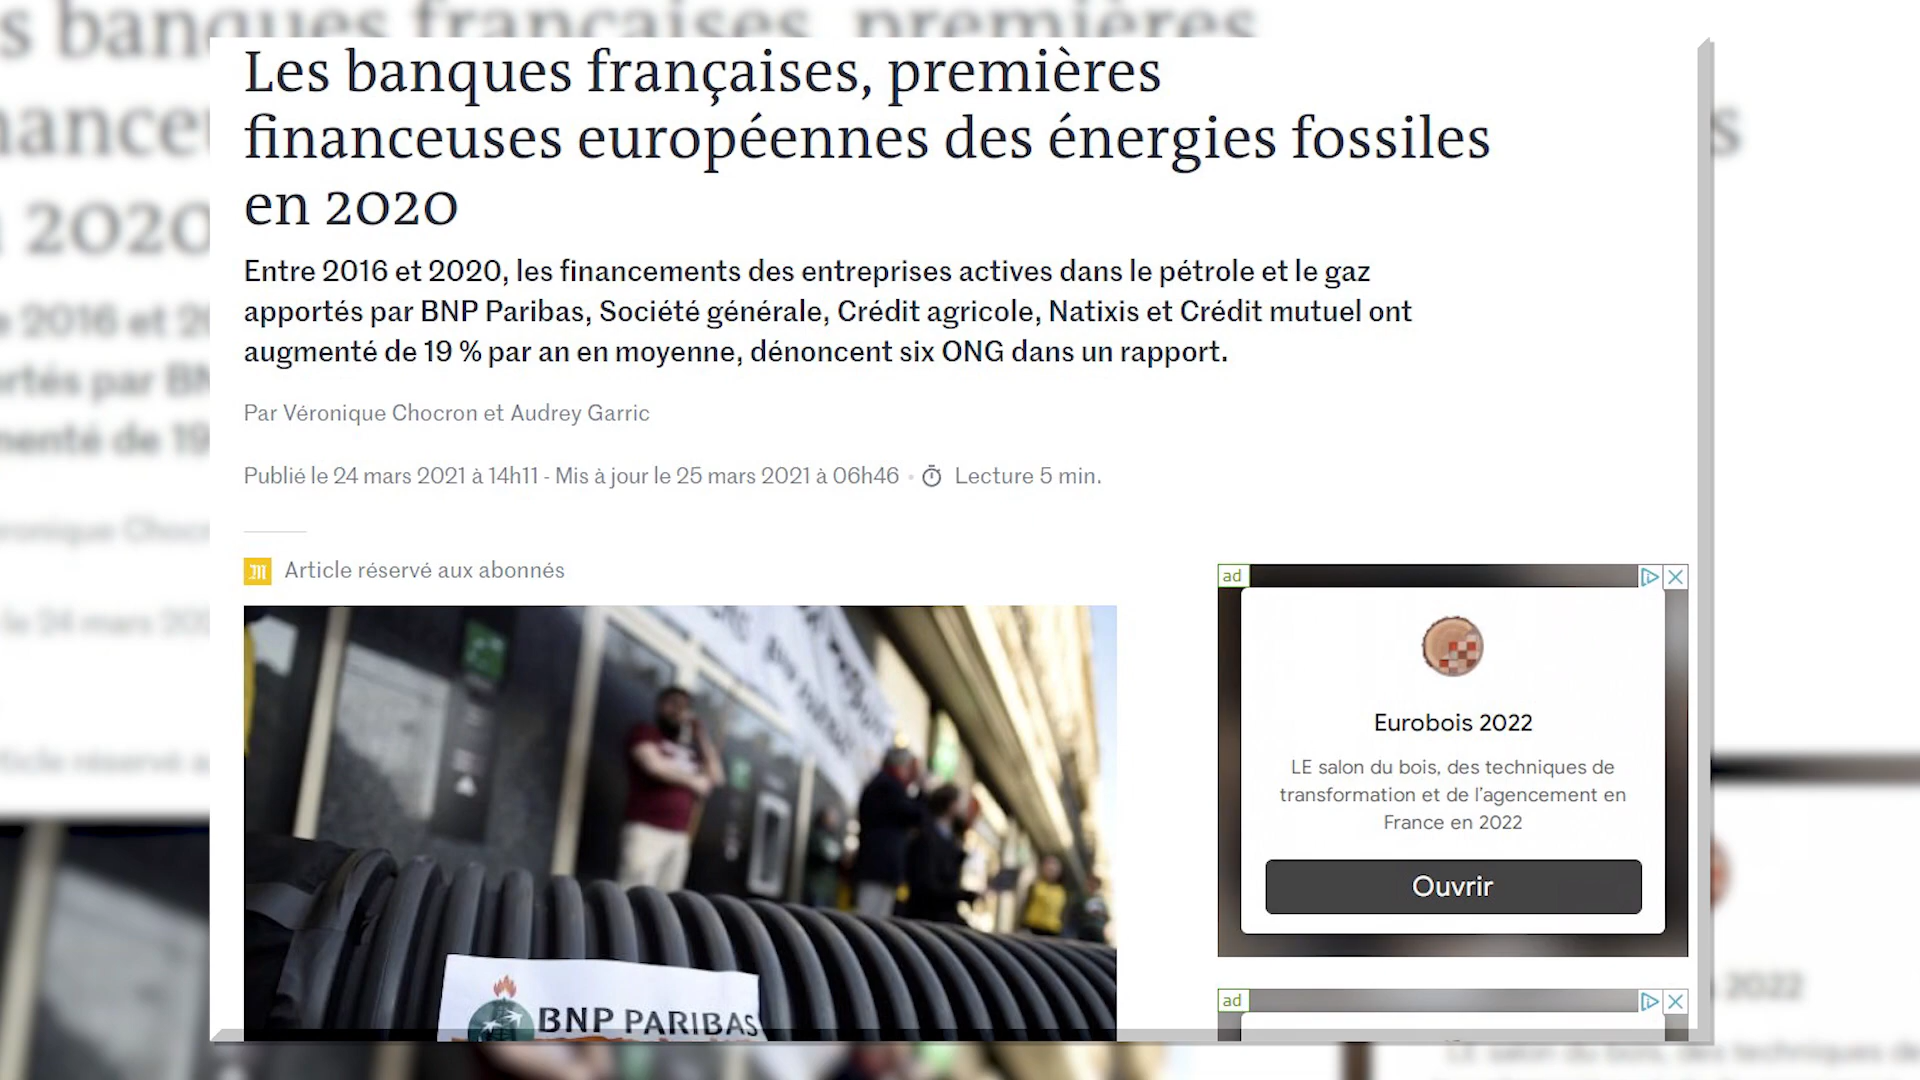 Les banques françaises, premières
financeuses européennes des énergies fossiles
en 2020
Entre 2016 et 2020, les financements des entreprises actives dans le pétrole et le gaz
apportés par BNP Paribas, Société générale, Crédit agricole, Natixis et Crédit mutuel ont
augmenté de 19 % par an en moyenne, dénoncent six ONG dans un rapport.
Par Véronique Chocron et Audrey Garric
Publié le 24 mars 2021 à 14h11 - Mis à jour le 25 mars 2021 à 06h46 • Lecture 5 min.
Article réservé aux abonnés
BNP PARIBAS
ad
Eurobois 2022
LE salon du bois, des techniques de
transformation et de l'agencement en
France en 2022
Ouvrir
ad